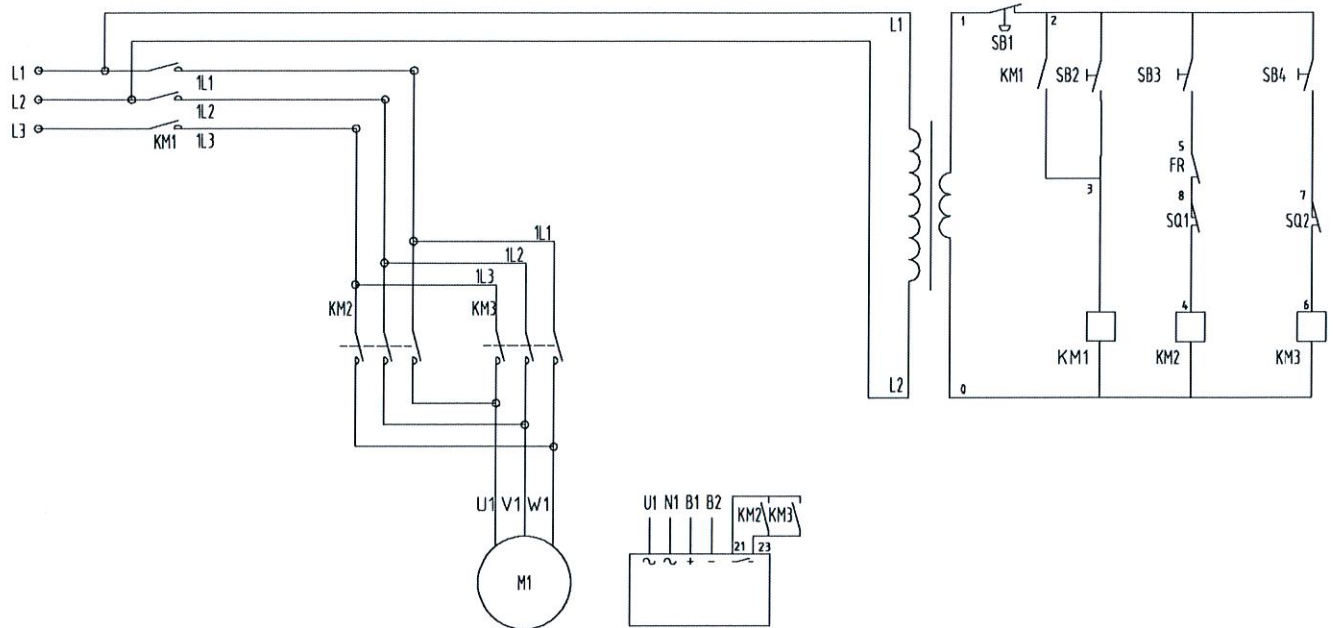 L1 1 2
SB1
L1 KM1 SB2 SB3 SB4
1L1
L2
1L2
L3 KM1 1L3
5
FR
3
8 7
SQ1 SQ2
1L1
1L2
1L3
KM2 KM3
4 6
KM1 KM2 KM3
L2 0
U1 V1 W1
U1 N1 B1 B2 KM2 KM3
21 23
~ ~ + -
M1